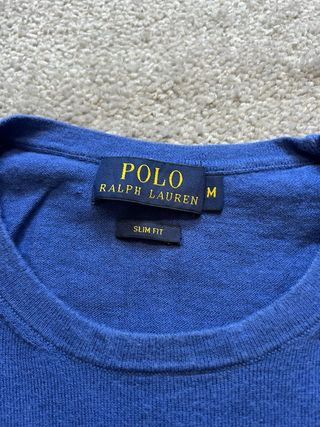 POLO
RALPH LAUREN
M
SLIM FIT